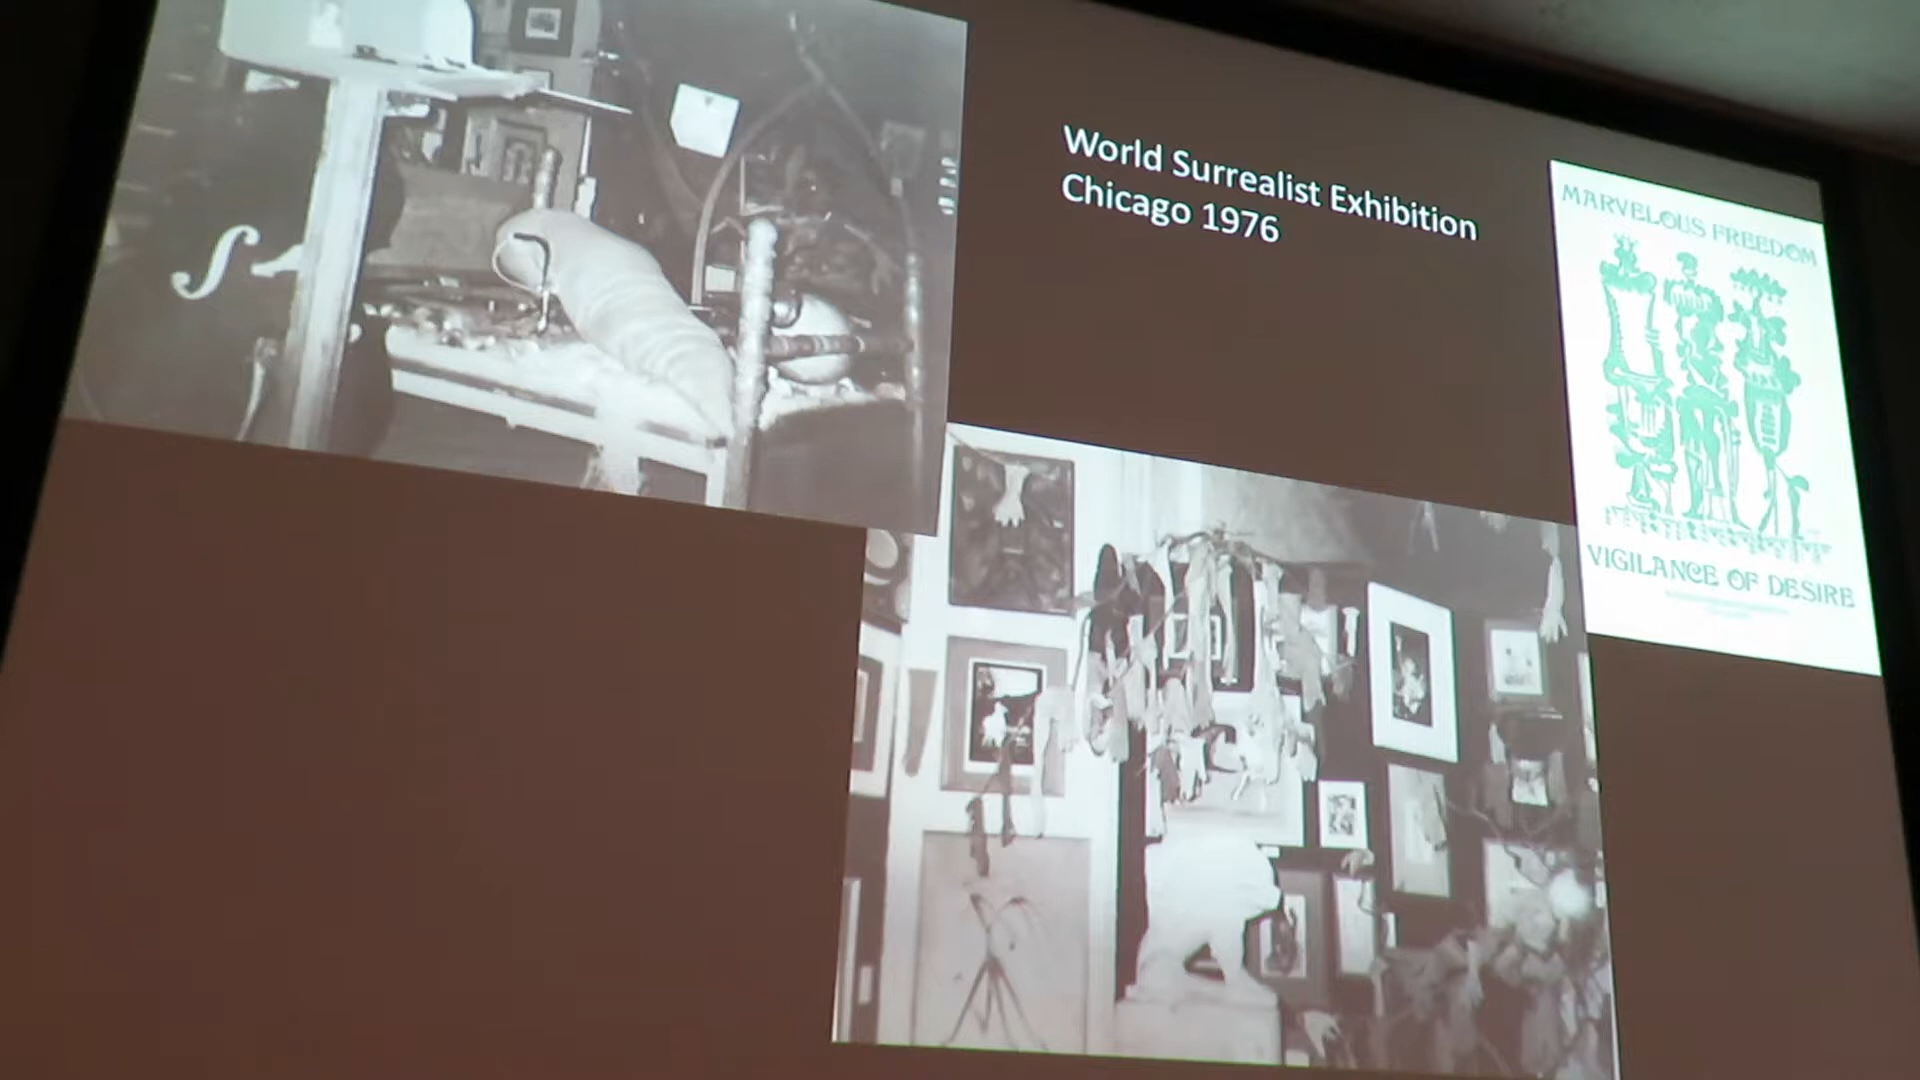 World Surrealist Exhibition
Chicago 1976
MARVELOUS FREEDOM
VIGILANCE OF DESIRE